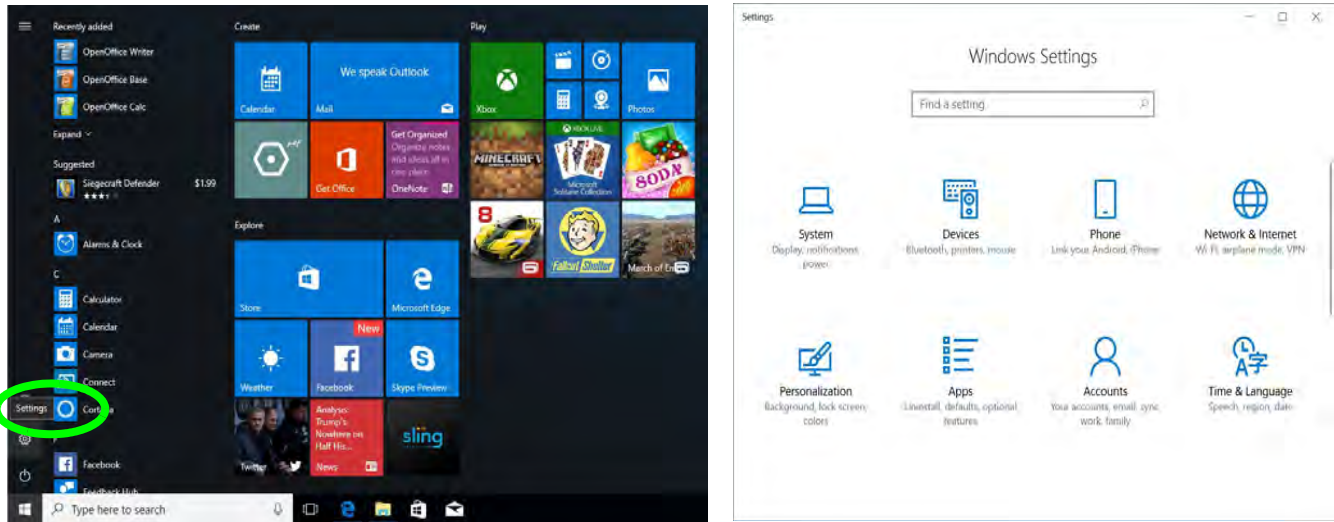 Recently added
OpenOffice Writer
OpenOffice Base
OpenOffice Calc
Expand
Suggested
Siegecraft Defender $1.99
A
Alarms & Clock
C
Calculator
Calendar
Camera
Connect
Settings
Facebook
Type here to search
Create
Calendar
We speak Outlook
Mail
Get Office
Get Organized
Organize notes
and ideas all in
one place
OneNote
Explore
Store
Microsoft Edge
Weather
New
Facebook
Skype Preview
Twitter
Analysis:
Trump's
Nowhere on
Half His...
News
sling
Play
Xbox
Photos
MINECRAFT
XBOX LIVE
Microsoft
Solitaire Collection
SODA
8
Fallout Shelter
March of
Settings
Windows Settings
Find a setting
System
Display, notifications,
power
Devices
Bluetooth, printers, mouse
Phone
Link your Android, iPhone
Network & Internet
Wi-Fi, airplane mode, VPN
Personalization
Background, lock screen,
colors
Apps
Uninstall, defaults, optional
features
Accounts
Your accounts, email, sync,
work, family
Time & Language
Speech, region, date
A字